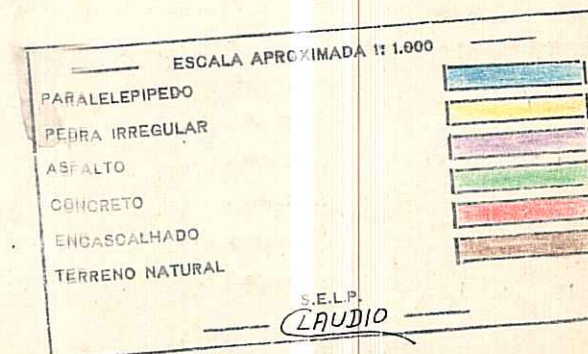 ESCALA APROXIMADA 1: 1.000
PARALELEPIPEDO
PEDRA IRREGULAR
ASFALTO
CONCRETO
ENCASCALHADO
TERRENO NATURAL
S.E.L.P.
CLAUDIO